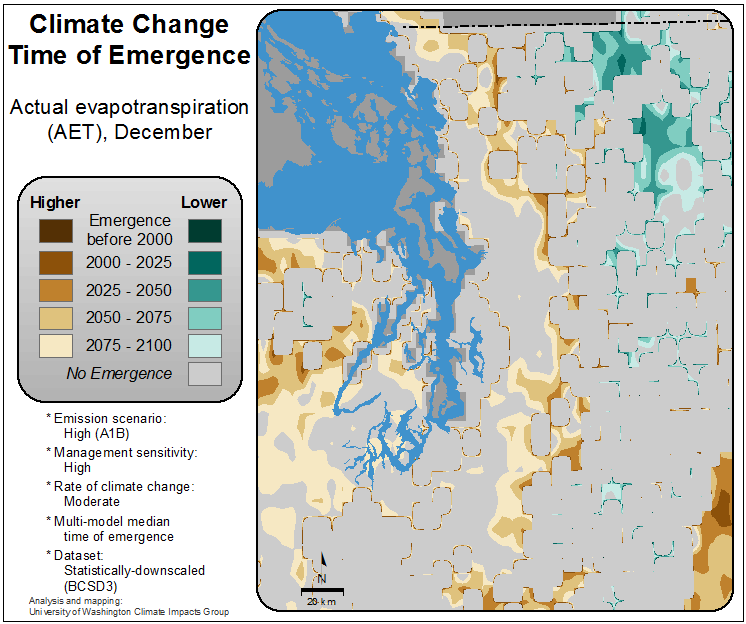 Climate Change
Time of Emergence
Actual evapotranspiration
(AET), December
Higher Lower
Emergence
before 2000
2000 - 2025
2025 - 2050
2050 - 2075
2075 - 2100
No Emergence
* Emission scenario:
High (A1B)
* Management sensitivity:
High
* Rate of climate change:
Moderate
* Multi-model median
time of emergence
* Dataset:
Statistically-downscaled
(BCSD3)
Analysis and mapping:
University of Washington Climate Impacts Group
N
20 km